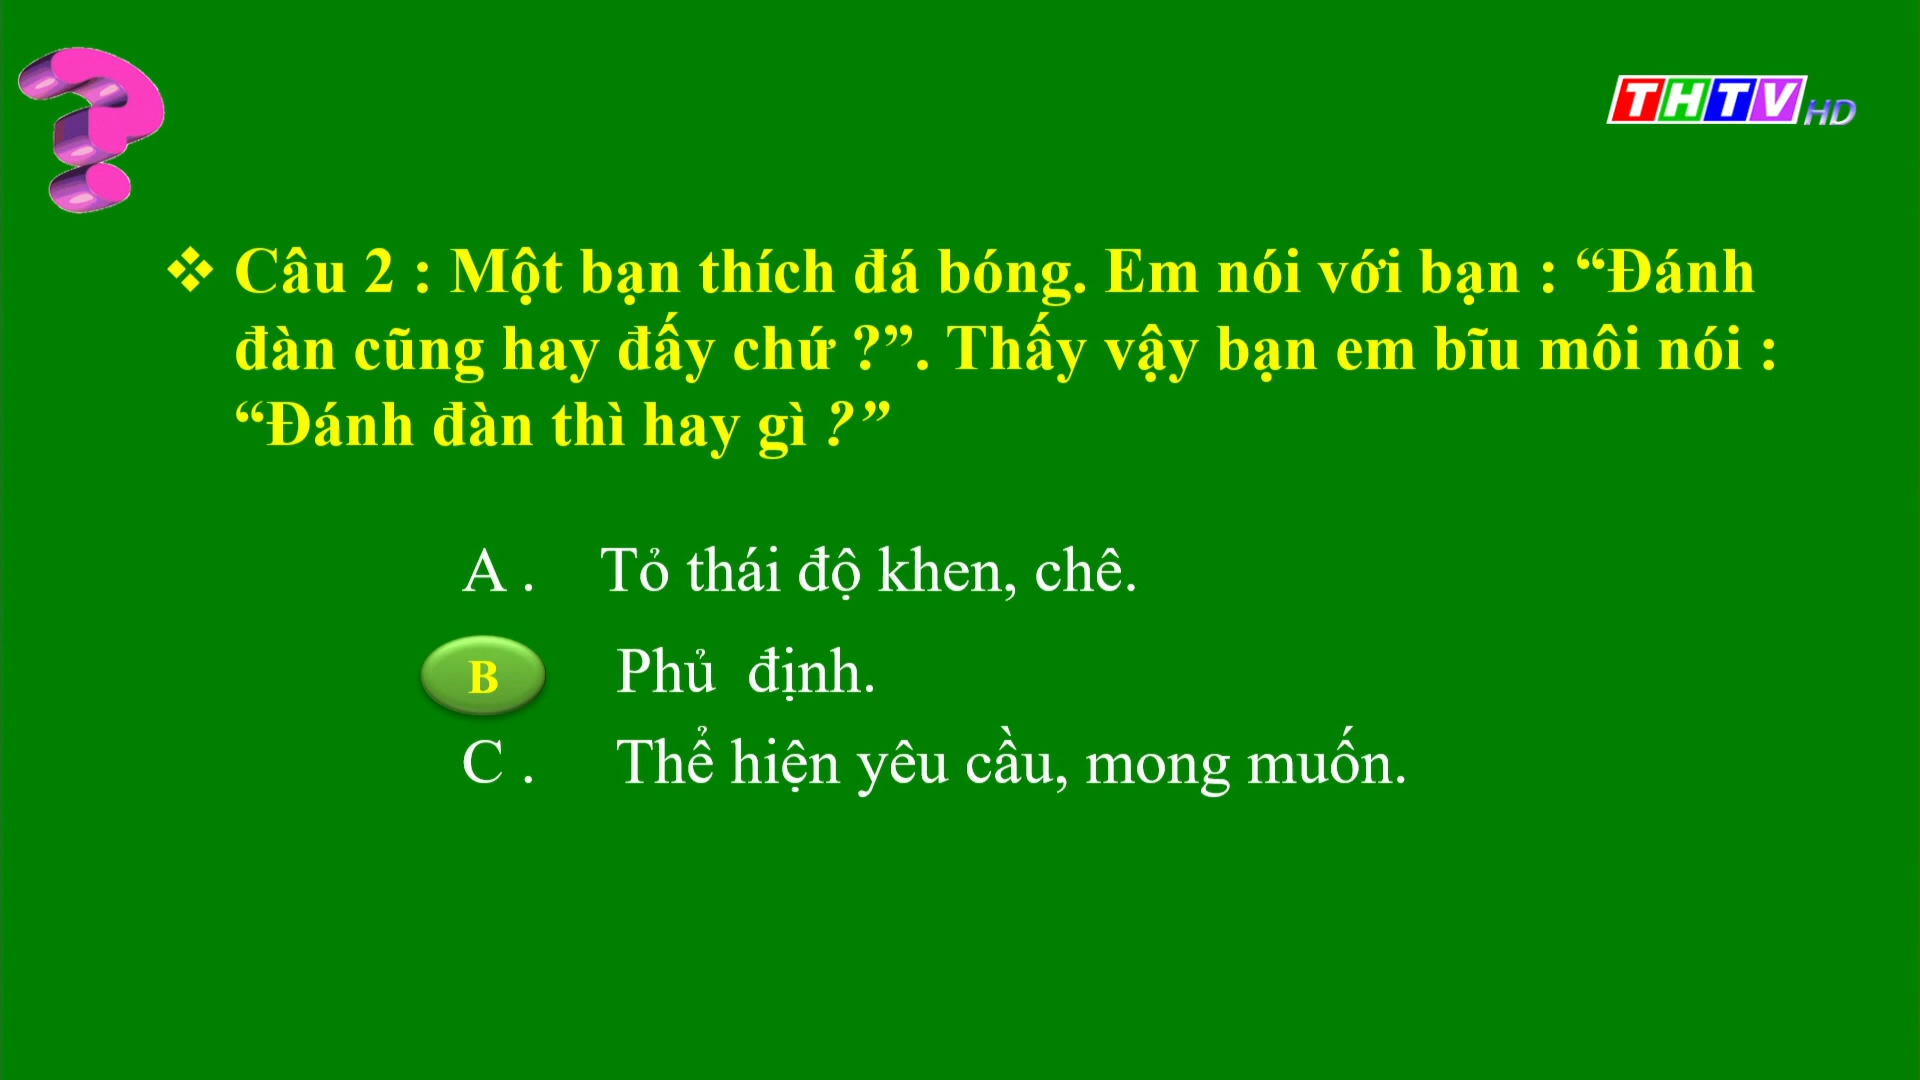 THTV HD
❖ Câu 2 : Một bạn thích đá bóng. Em nói với bạn : “Đánh
đàn cũng hay đấy chứ ?”. Thấy vậy bạn em bĩu môi nói :
“Đánh đàn thì hay gì ?”
A . Tỏ thái độ khen, chê.
B Phủ định.
C . Thể hiện yêu cầu, mong muốn.